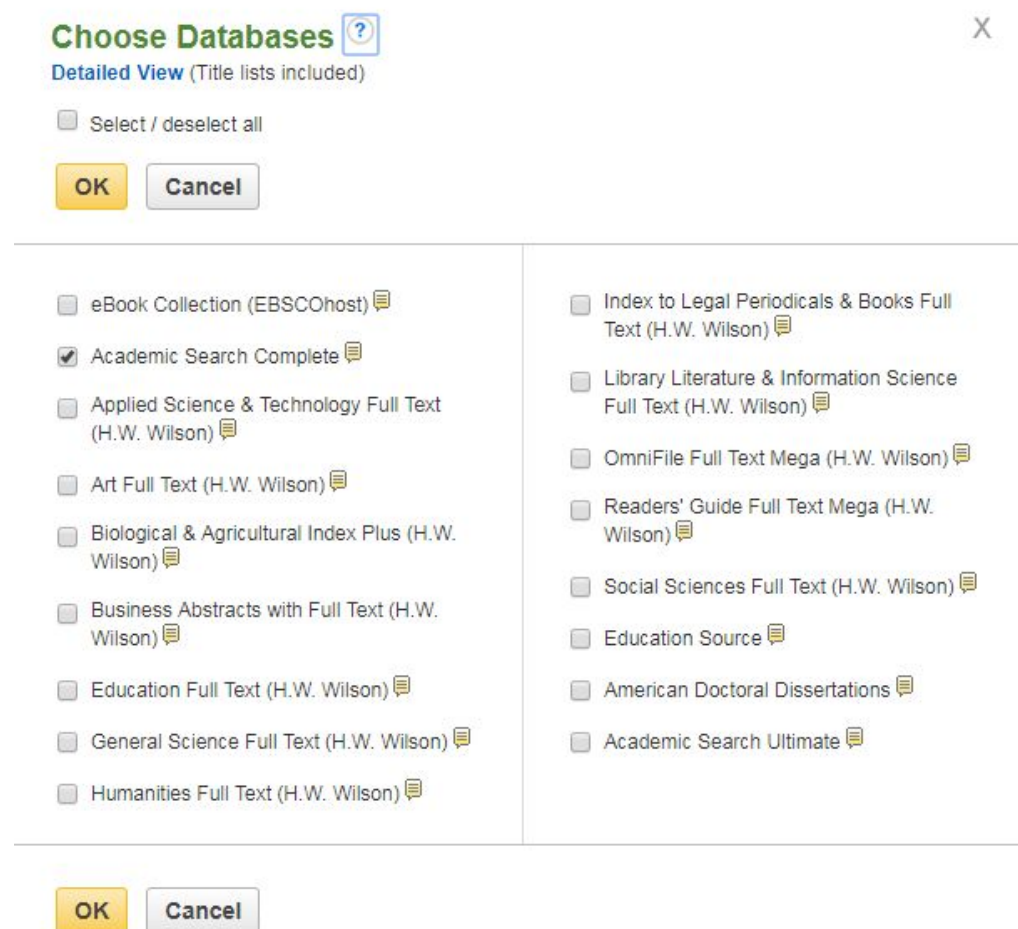 Choose Databases ?
X
Detailed View (Title lists included)
Select / deselect all
OK
Cancel
eBook Collection (EBSCOhost)
Academic Search Complete
Applied Science & Technology Full Text
(H.W. Wilson)
Art Full Text (H.W. Wilson)
Biological & Agricultural Index Plus (H.W.
Wilson)
Business Abstracts with Full Text (H.W.
Wilson)
Education Full Text (H.W. Wilson)
General Science Full Text (H.W. Wilson)
Humanities Full Text (H.W. Wilson)
Index to Legal Periodicals & Books Full
Text (H.W. Wilson)
Library Literature & Information Science
Full Text (H.W. Wilson)
OmniFile Full Text Mega (H.W. Wilson)
Readers' Guide Full Text Mega (H.W.
Wilson)
Social Sciences Full Text (H.W. Wilson)
Education Source
American Doctoral Dissertations
Academic Search Ultimate
OK
Cancel